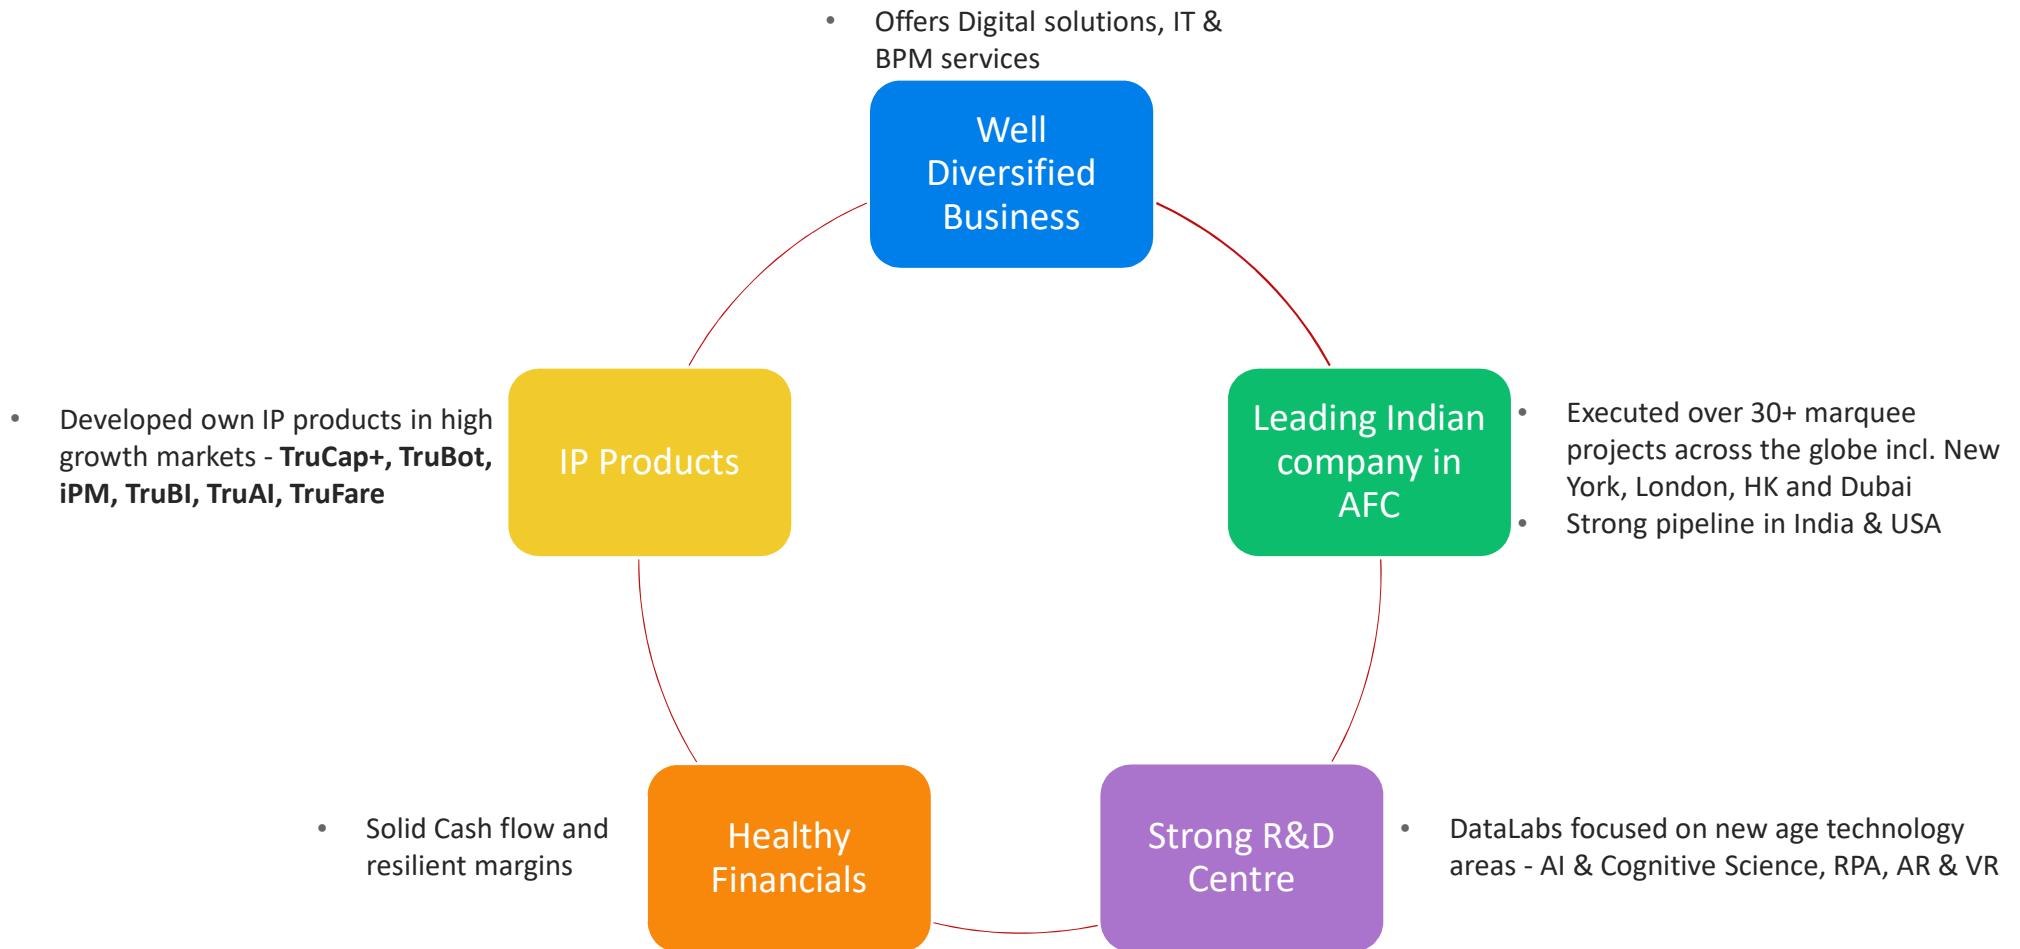 • Offers Digital solutions, IT &
BPM services
Well
Diversified
Business
Leading Indian
company in
AFC
• Executed over 30+ marquee
projects across the globe incl. New
York, London, HK and Dubai
• Strong pipeline in India & USA
Strong R&D
Centre
• DataLabs focused on new age technology
areas - AI & Cognitive Science, RPA, AR & VR
Healthy
Financials
• Solid Cash flow and
resilient margins
IP Products
• Developed own IP products in high
growth markets - TruCap+, TruBot,
iPM, TruBI, TruAI, TruFare